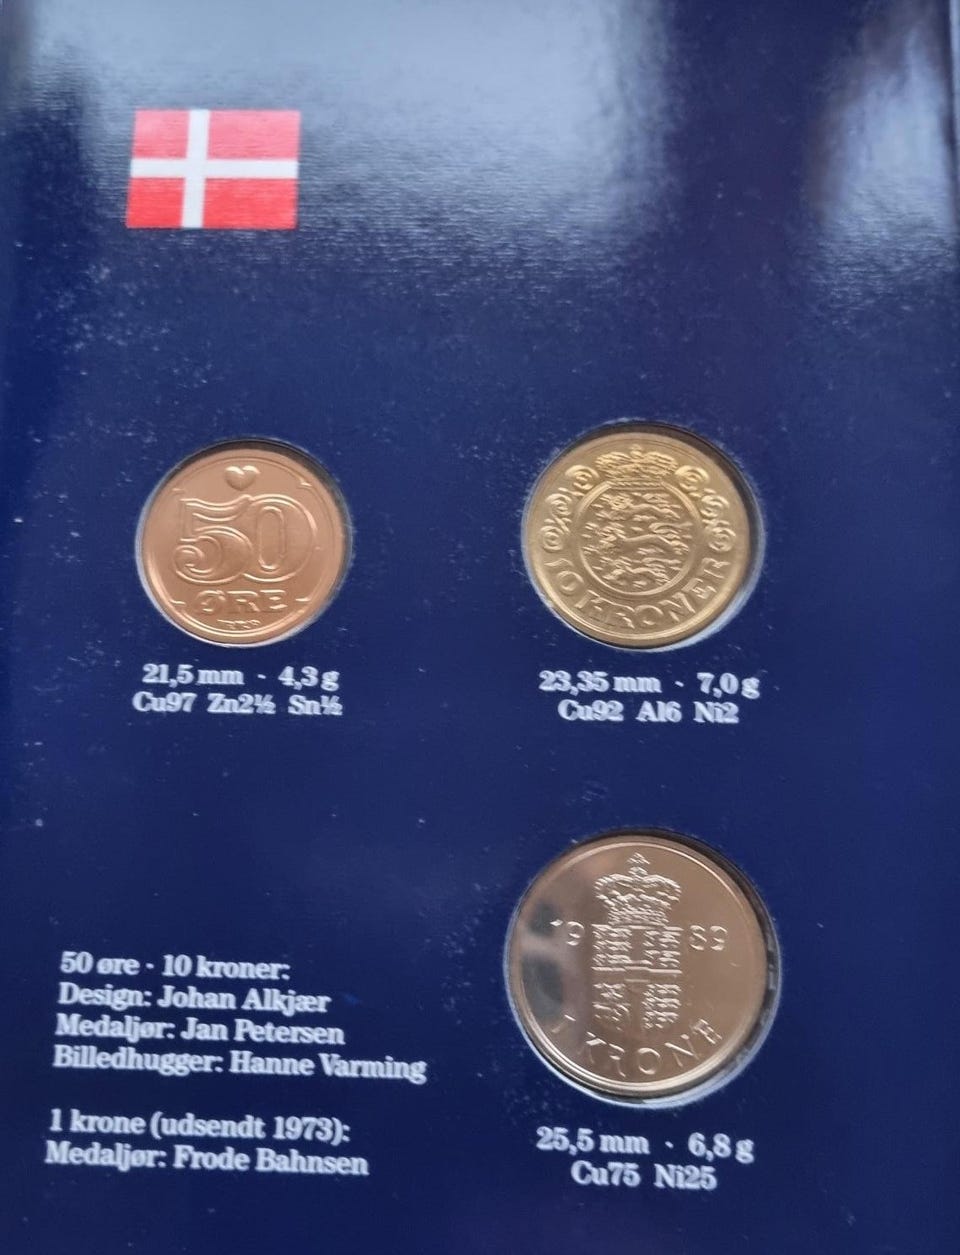 50
ØRE
10 KRONER
21,5 mm · 4,3 g
Cu97 Zn2½ Sn½
23,35 mm · 7,0 g
Cu92 Al6 Ni2
19 89
1 KRONE
50 øre · 10 kroner:
Design: Johan Alkjær
Medaljør: Jan Petersen
Billedhugger: Hanne Varming
1 krone (udsendt 1973):
Medaljør: Frode Bahnsen
25,5 mm · 6,8 g
Cu75 Ni25